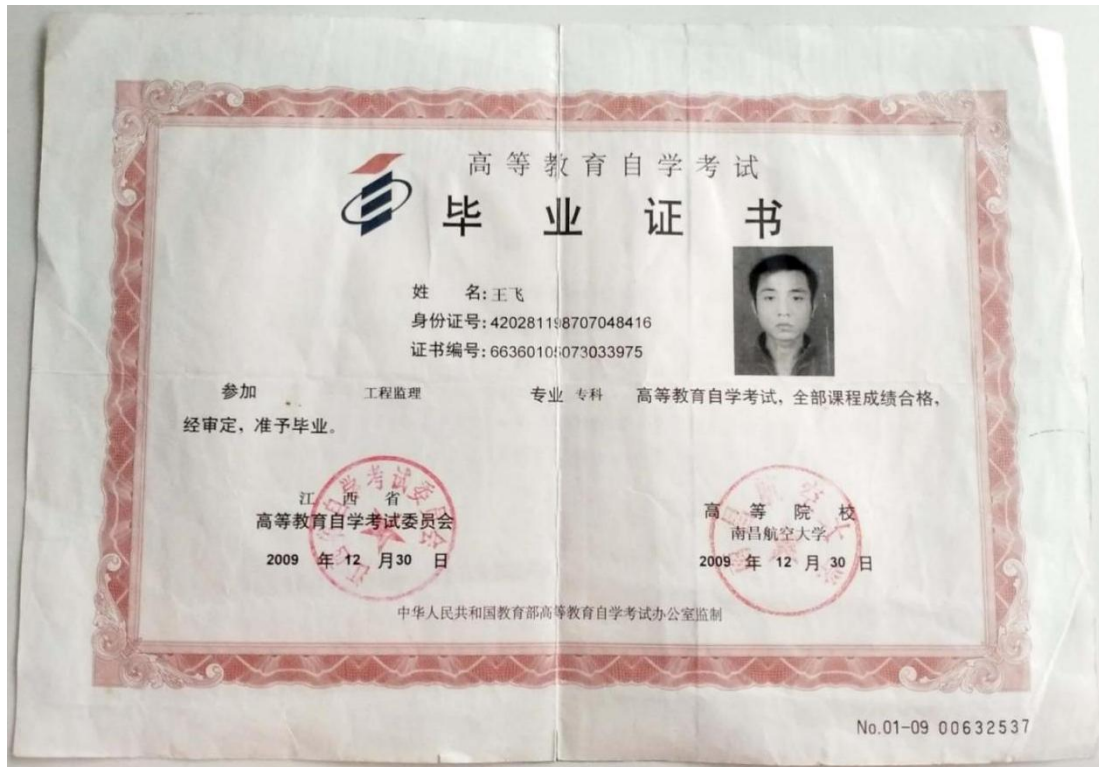 高等教育自学考试
毕业证书
姓 名:王飞
身份证号:420281198707048416
证书编号:66360105073033975
参加 工程监理 专业 专科 高等教育自学考试，全部课程成绩合格，
经审定，准予毕业。
江西省
高等教育自学考试委员会
2009 年 12 月30 日
高等院校
南昌航空大学
2009 年 12 月 30 日
中华人民共和国教育部高等教育自学考试办公室监制
No.01-09 00632537